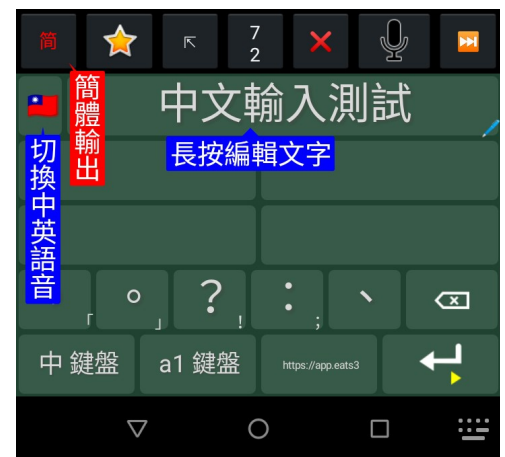 简
7
2
簡體輸出
中文輸入測試
切換中英語音
長按編輯文字
「
。
」
？
！
：
；
、
中 鍵盤
a1 鍵盤
https://app.eats3